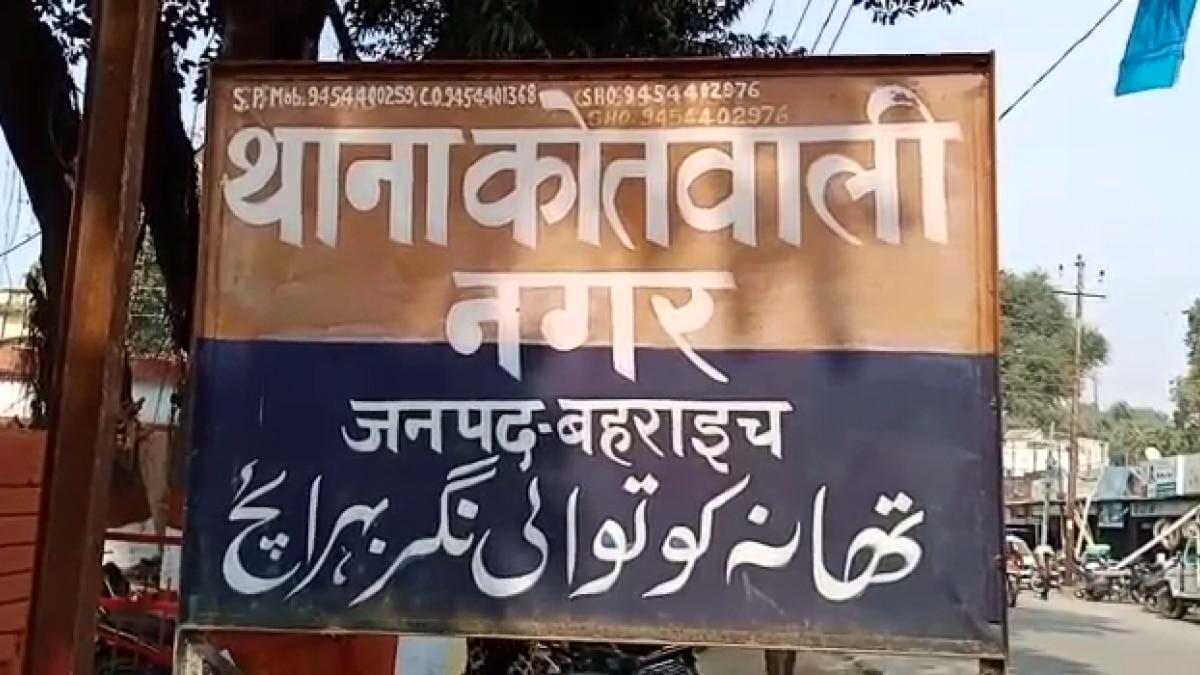 S.P. Mob. 9454400259, C.O. 9454401368 SHO. 9454402976
SHO. 9454402976
थाना कोतवाली
नगर
जनपद-बहराइच
تھانہ کوتوالی نگر بہرائچ